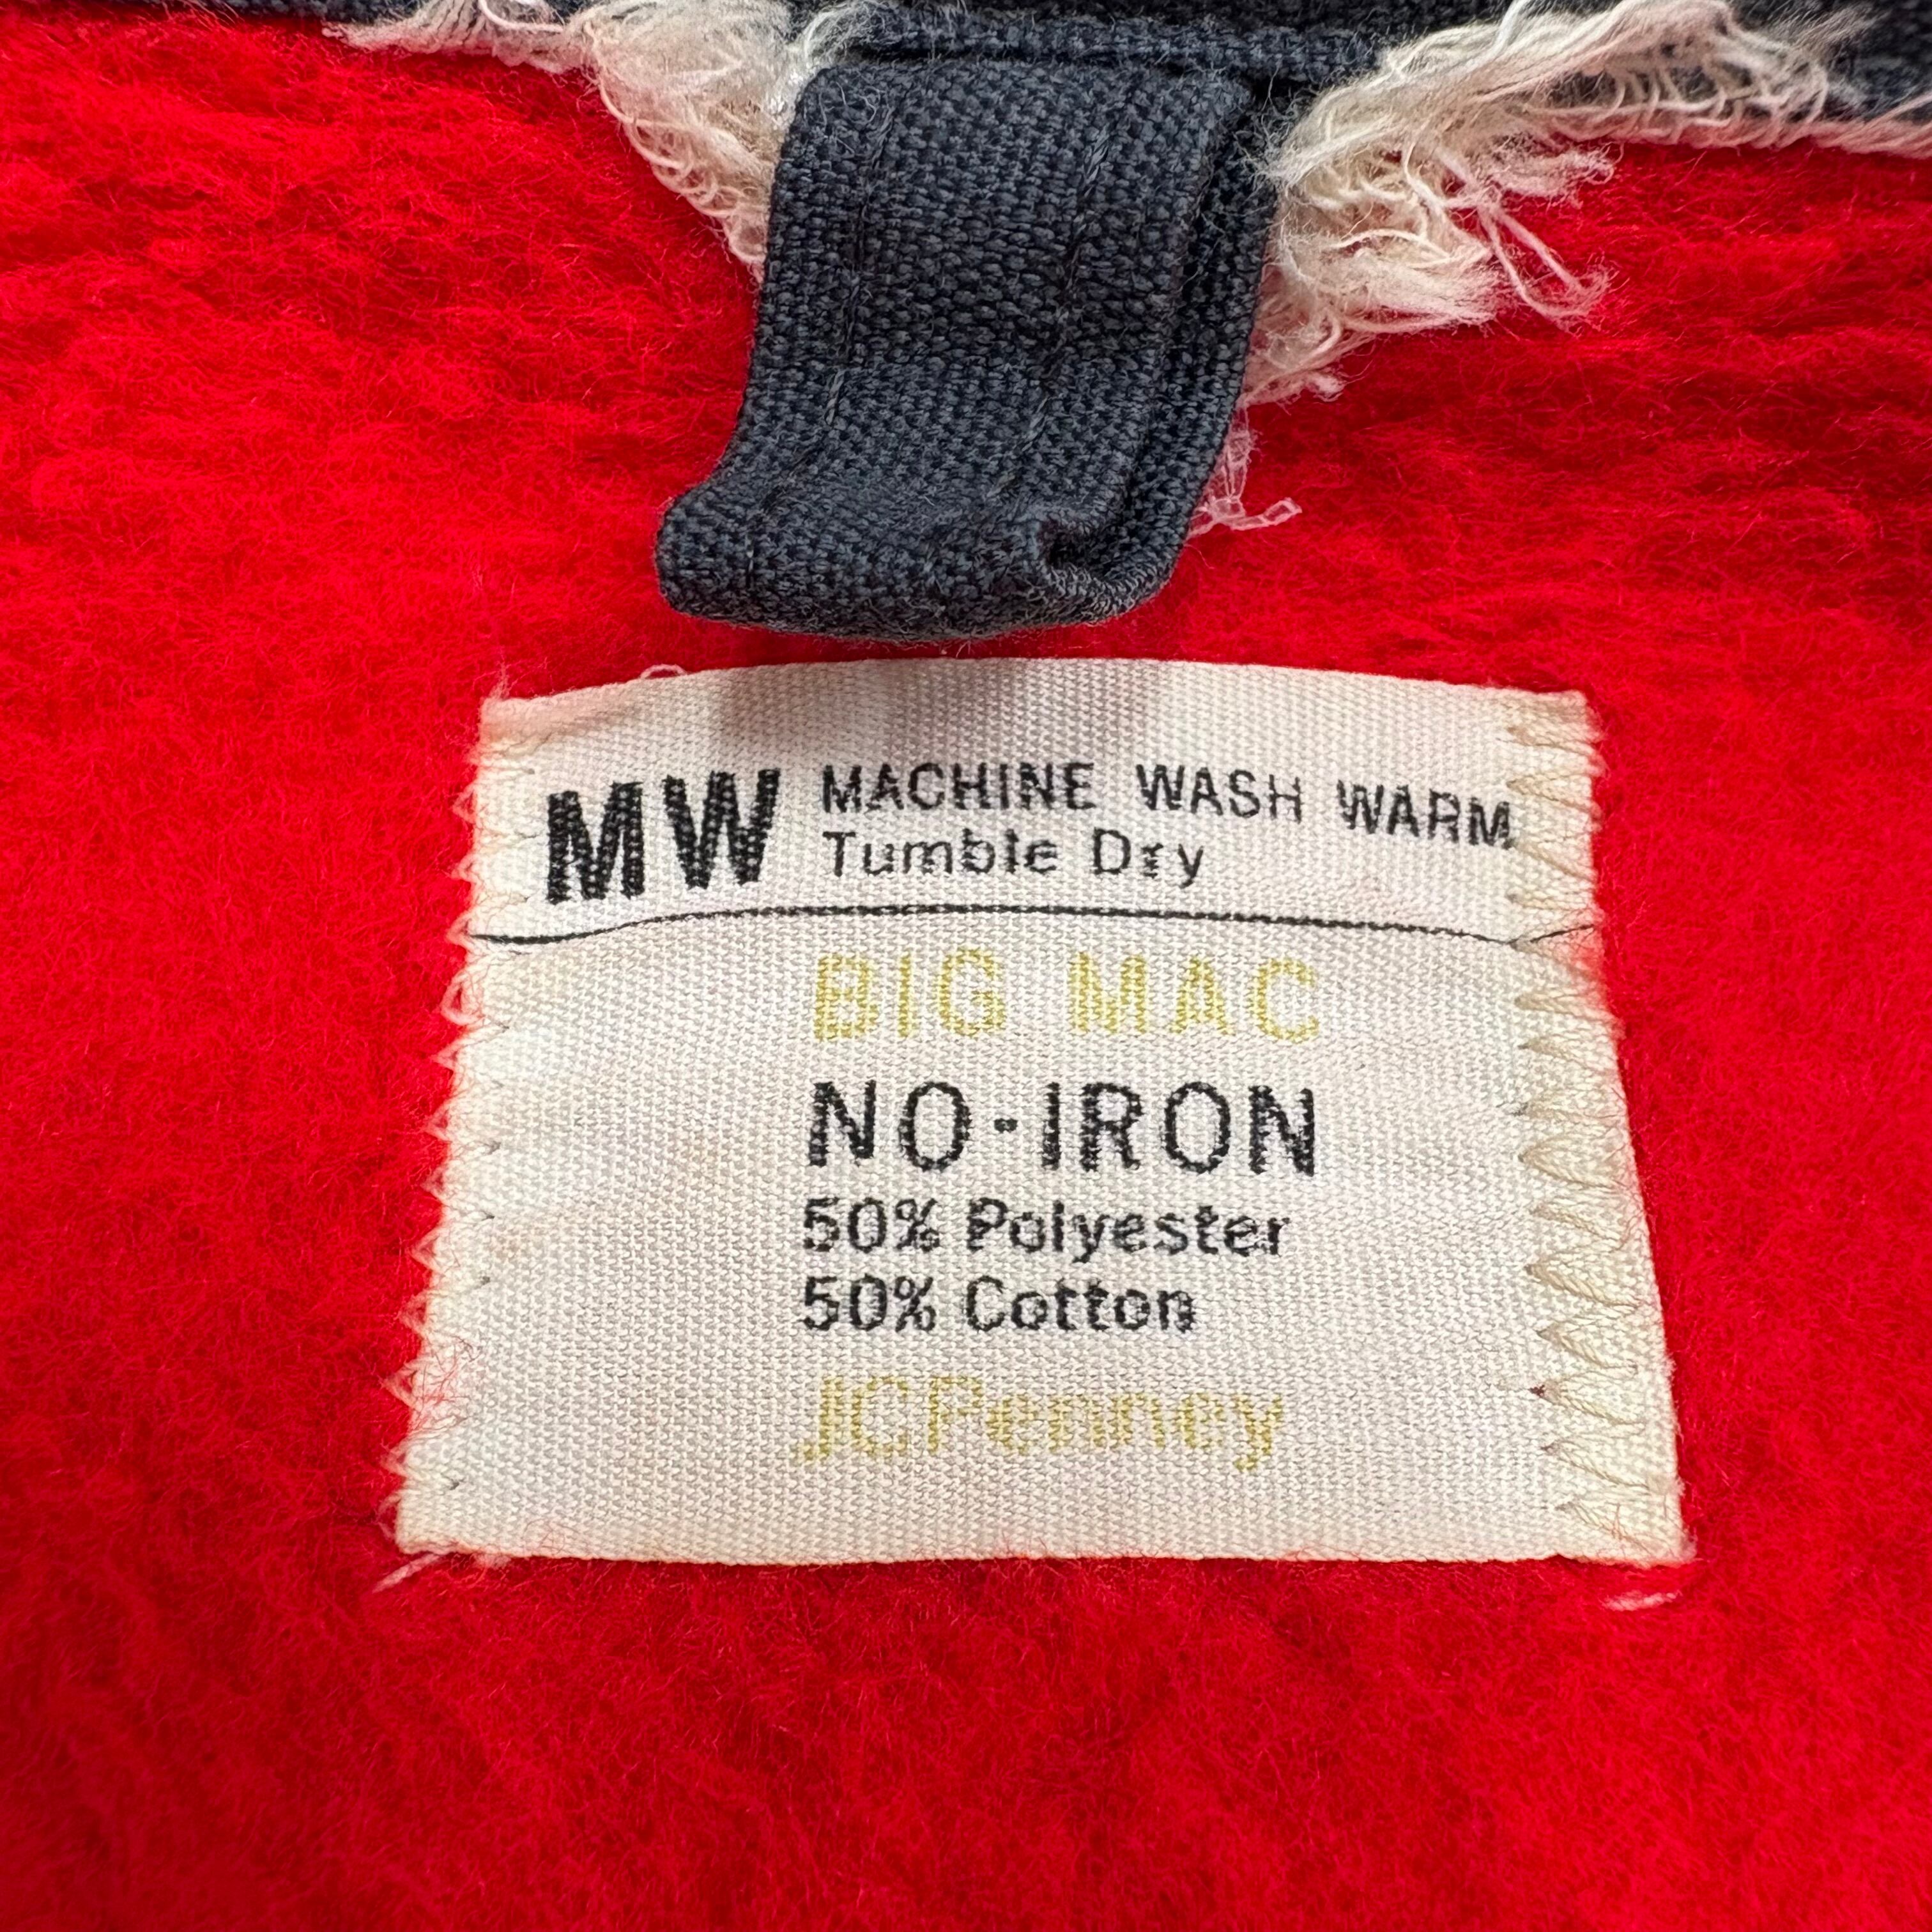 MW MACHINE WASH WARM
Tumble Dry
BIG MAC
NO-IRON
50% Polyester
50% Cotton
JCPenney